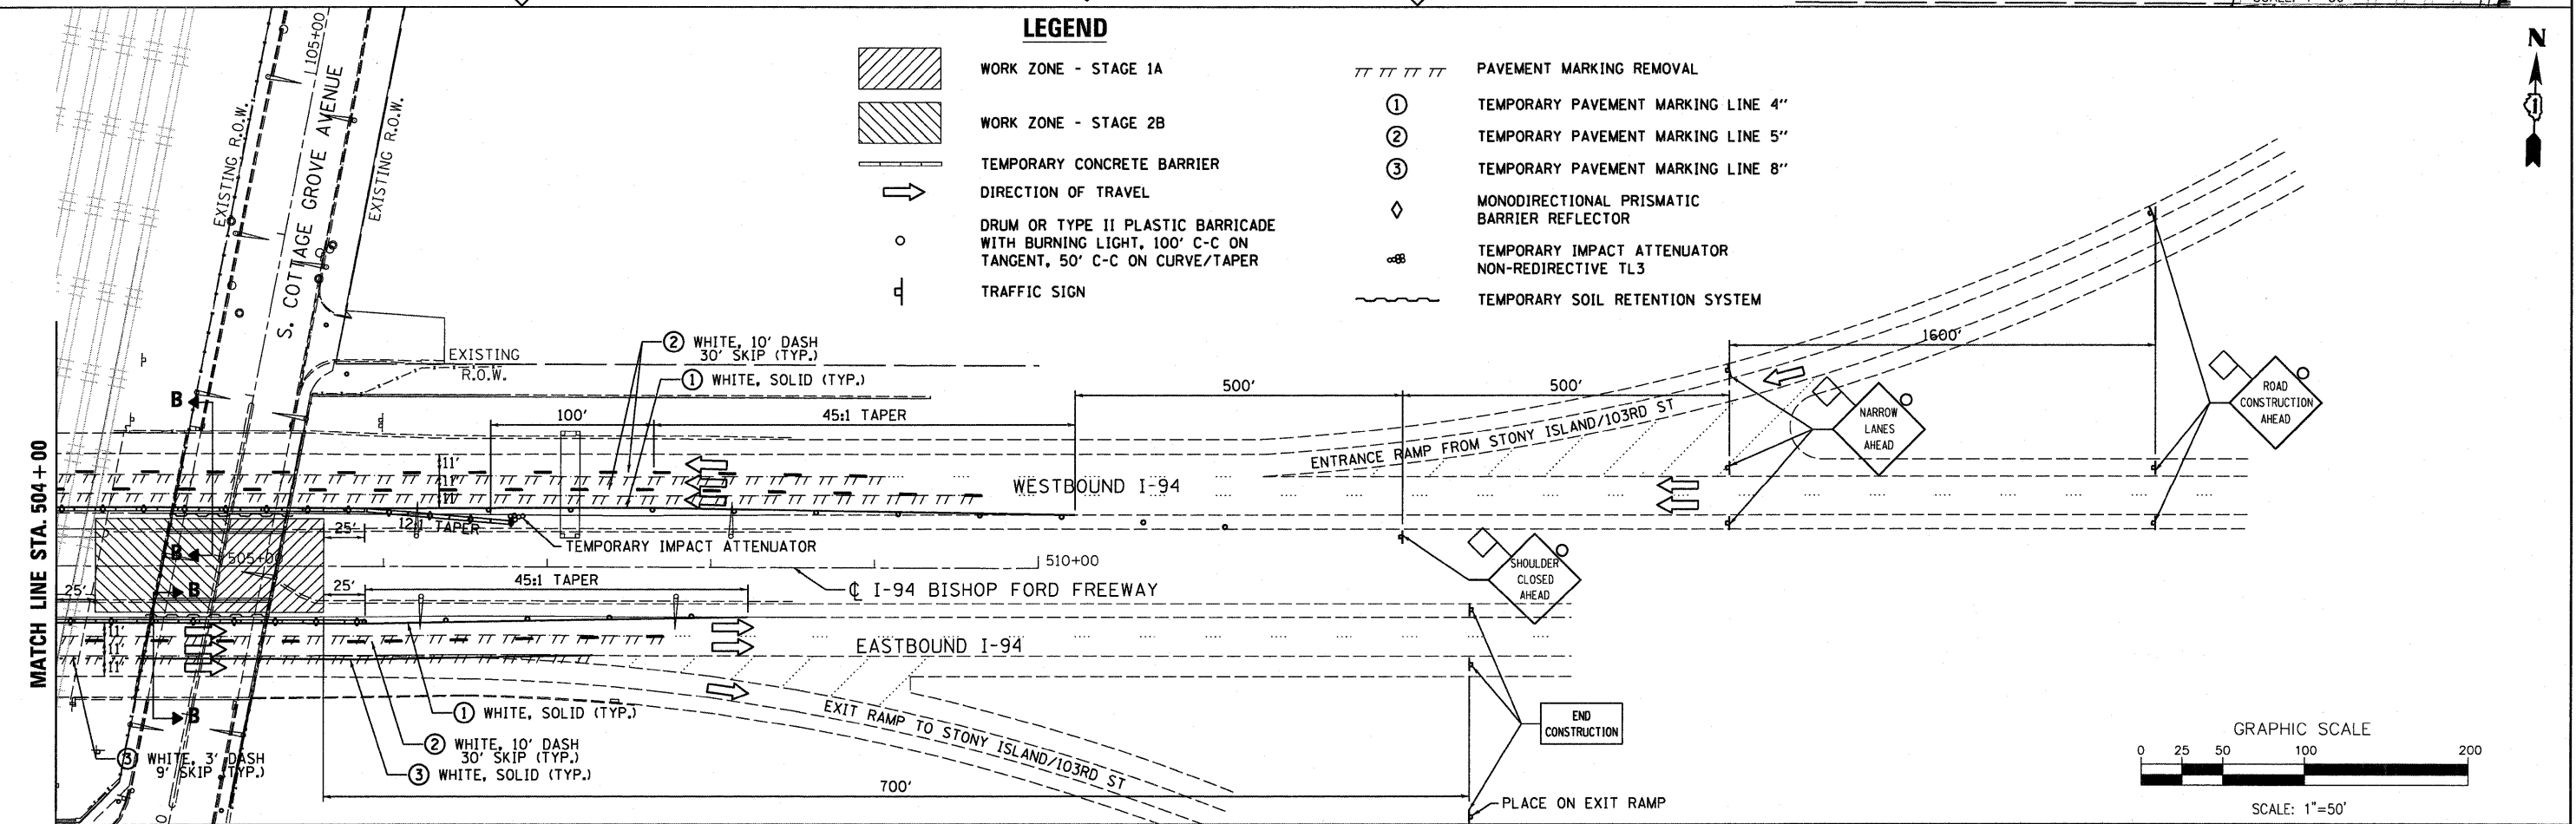 LEGEND
WORK ZONE - STAGE 1A
WORK ZONE - STAGE 2B
TEMPORARY CONCRETE BARRIER
DIRECTION OF TRAVEL
DRUM OR TYPE II PLASTIC BARRICADE
WITH BURNING LIGHT, 100' C-C ON
TANGENT, 50' C-C ON CURVE/TAPER
TRAFFIC SIGN
PAVEMENT MARKING REMOVAL
① TEMPORARY PAVEMENT MARKING LINE 4"
② TEMPORARY PAVEMENT MARKING LINE 5"
③ TEMPORARY PAVEMENT MARKING LINE 8"
MONODIRECTIONAL PRISMATIC
BARRIER REFLECTOR
TEMPORARY IMPACT ATTENUATOR
NON-REDIRECTIVE TL3
TEMPORARY SOIL RETENTION SYSTEM
N
1
105+00
S. COTTAGE GROVE AVENUE
EXISTING R.O.W.
EXISTING R.O.W.
EXISTING
R.O.W.
② WHITE, 10' DASH
30' SKIP (TYP.)
① WHITE, SOLID (TYP.)
100'
45:1 TAPER
500'
500'
1600'
ENTRANCE RAMP FROM STONY ISLAND/103RD ST
NARROW
LANES
AHEAD
ROAD
CONSTRUCTION
AHEAD
B
11'
11'
11'
WESTBOUND I-94
MATCH LINE STA. 504+00
25'
12:1 TAPER
TEMPORARY IMPACT ATTENUATOR
B
505+00
510+00
SHOULDER
CLOSED
AHEAD
25'
B
25'
45:1 TAPER
℄ I-94 BISHOP FORD FREEWAY
11'
11'
11'
EASTBOUND I-94
B
① WHITE, SOLID (TYP.)
② WHITE, 10' DASH
30' SKIP (TYP.)
③ WHITE, SOLID (TYP.)
③ WHITE, 3' DASH
9' SKIP (TYP.)
EXIT RAMP TO STONY ISLAND/103RD ST
END
CONSTRUCTION
700'
PLACE ON EXIT RAMP
GRAPHIC SCALE
0 25 50 100 200
SCALE: 1"=50'